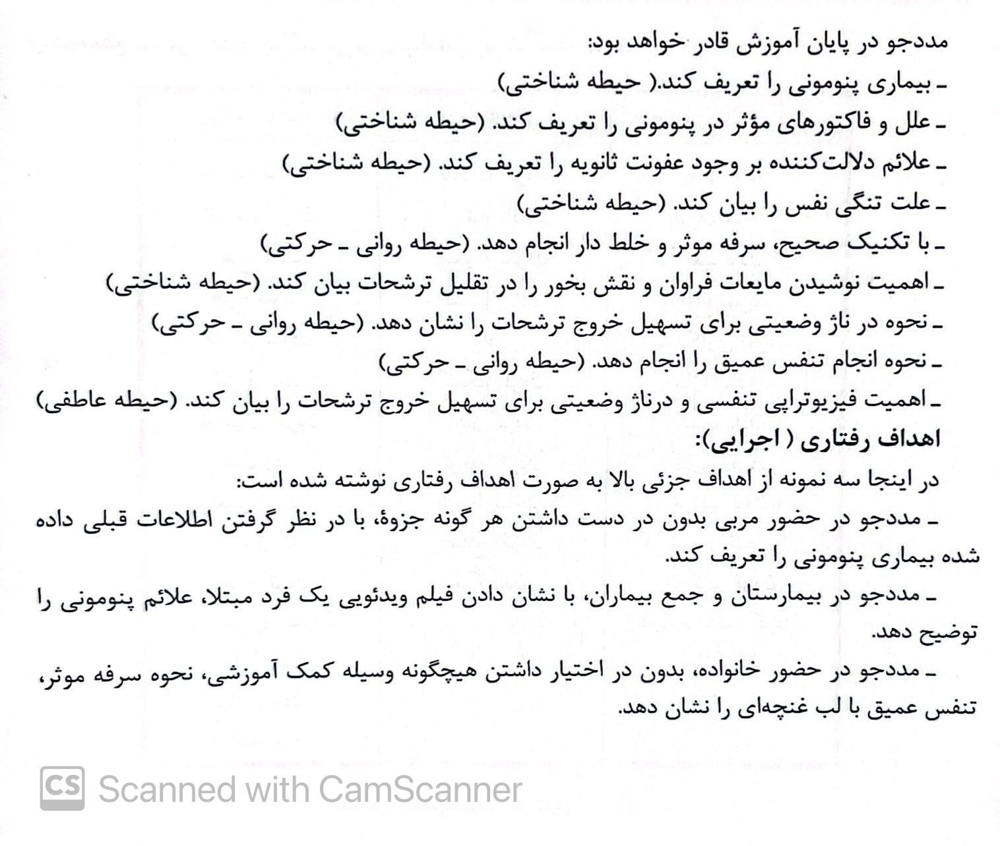 مددجو در پایان آموزش قادر خواهد بود:
ـ بیماری پنومونی را تعریف کند.( حیطه شناختی)
ـ علل و فاکتورهای مؤثر در پنومونی را تعریف کند. (حیطه شناختی)
ـ علائم دلالت‌کننده بر وجود عفونت ثانویه را تعریف کند. (حیطه شناختی)
ـ علت تنگی نفس را بیان کند. (حیطه شناختی)
ـ با تکنیک صحیح، سرفه موثر و خلط دار انجام دهد. (حیطه روانی ـ حرکتی)
ـ اهمیت نوشیدن مایعات فراوان و نقش بخور را در تقلیل ترشحات بیان کند. (حیطه شناختی)
ـ نحوه در ناژ وضعیتی برای تسهیل خروج ترشحات را نشان دهد. (حیطه روانی ـ حرکتی)
ـ نحوه انجام تنفس عمیق را انجام دهد. (حیطه روانی ـ حرکتی)
ـ اهمیت فیزیوتراپی تنفسی و درناژ وضعیتی برای تسهیل خروج ترشحات را بیان کند. (حیطه عاطفی)
اهداف رفتاری ( اجرایی):
در اینجا سه نمونه از اهداف جزئی بالا به صورت اهداف رفتاری نوشته شده است:
ـ مددجو در حضور مربی بدون در دست داشتن هر گونه جزوۀ، با در نظر گرفتن اطلاعات قبلی داده
شده بیماری پنومونی را تعریف کند.
ـ مددجو در بیمارستان و جمع بیماران، با نشان دادن فیلم ویدئویی یک فرد مبتلا، علائم پنومونی را
توضیح دهد.
ـ مددجو در حضور خانواده، بدون در اختیار داشتن هیچگونه وسیله کمک آموزشی، نحوه سرفه موثر،
تنفس عمیق با لب غنچه‌ای را نشان دهد.
CS Scanned with CamScanner